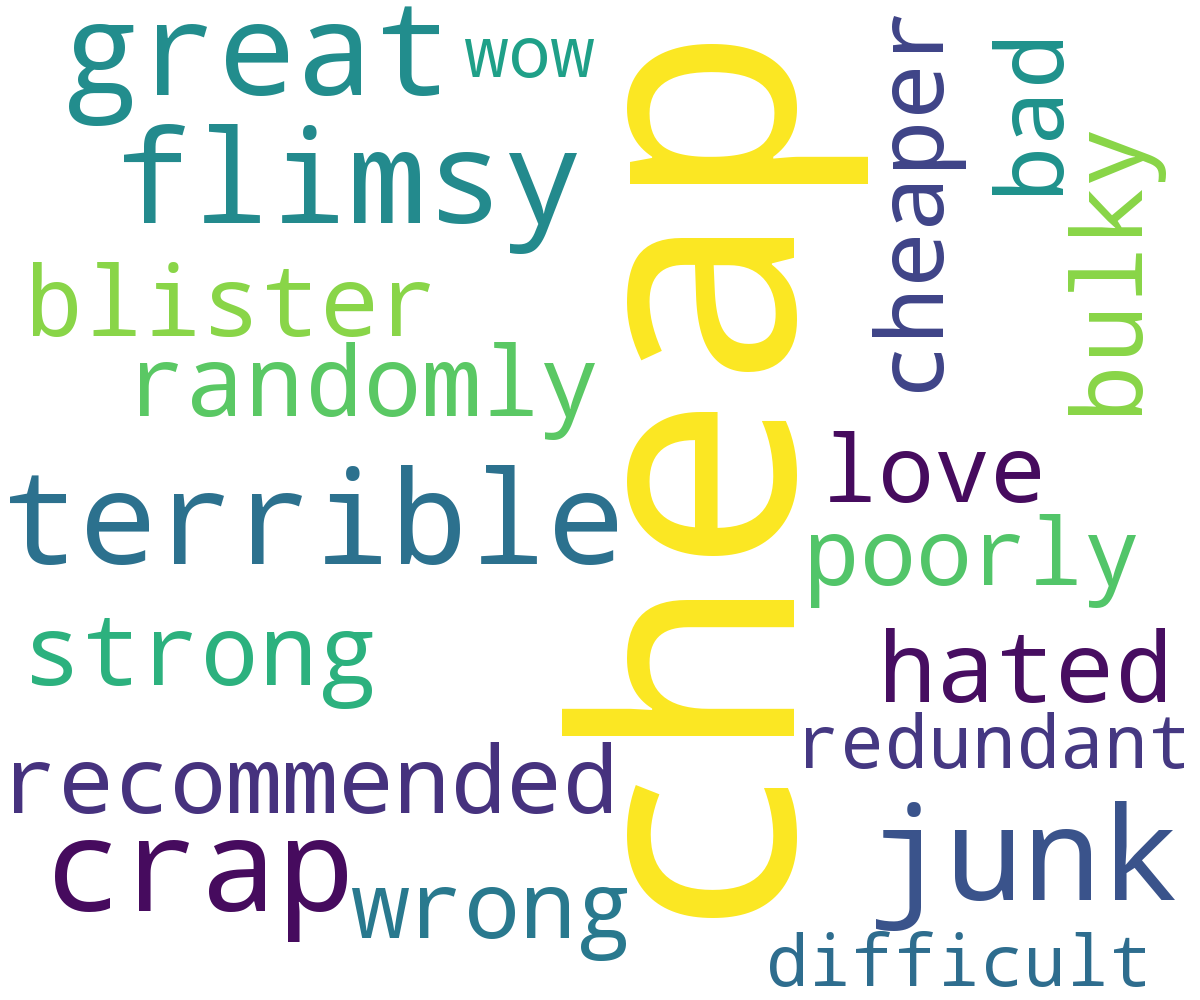 great
wow
flimsy
blister
randomly
terrible
strong
recommended
crap
wrong
cheap
cheaper
bad
bulky
love
poorly
hated
redundant
junk
difficult